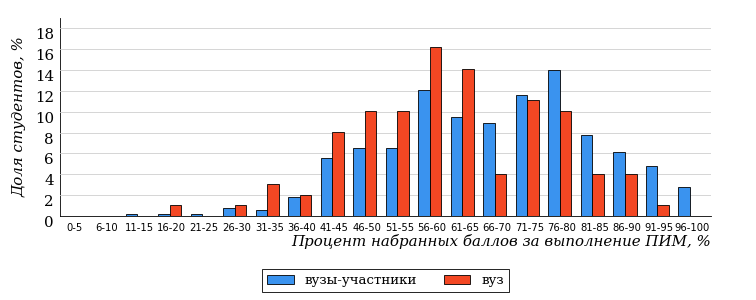 Доля студентов, %
18
16
14
12
10
8
6
4
2
0
0-5 6-10 11-15 16-20 21-25 26-30 31-35 36-40 41-45 46-50 51-55 56-60 61-65 66-70 71-75 76-80 81-85 86-90 91-95 96-100
Процент набранных баллов за выполнение ПИМ, %
вузы-участники вуз